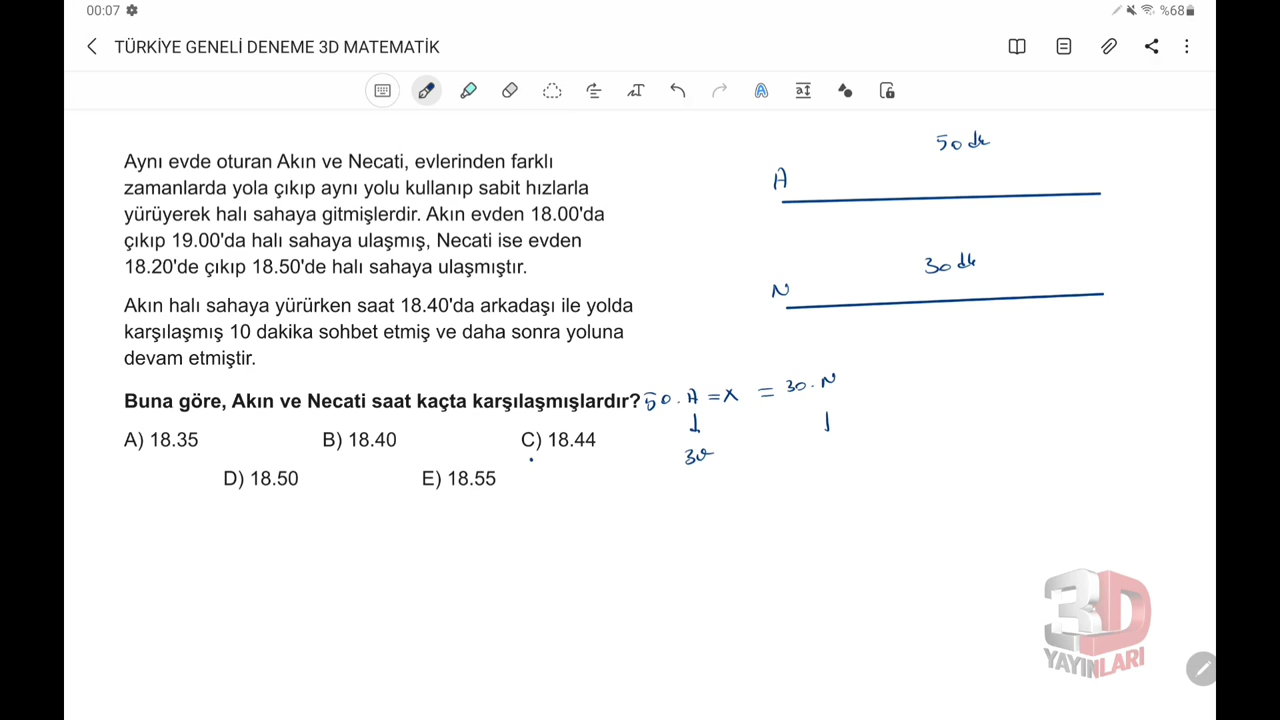 00:07
%68
TÜRKİYE GENELİ DENEME 3D MATEMATİK
50 dk
A
Aynı evde oturan Akın ve Necati, evlerinden farklı
zamanlarda yola çıkıp aynı yolu kullanıp sabit hızlarla
yürüyerek halı sahaya gitmişlerdir. Akın evden 18.00'da
çıkıp 19.00'da halı sahaya ulaşmış, Necati ise evden
18.20'de çıkıp 18.50'de halı sahaya ulaşmıştır.
30 dk
N
Akın halı sahaya yürürken saat 18.40'da arkadaşı ile yolda
karşılaşmış 10 dakika sohbet etmiş ve daha sonra yoluna
devam etmiştir.
Buna göre, Akın ve Necati saat kaçta karşılaşmışlardır?
50. A = x = 30. N
A) 18.35 B) 18.40 C) 18.44
D) 18.50 E) 18.55
3D
YAYINLARI